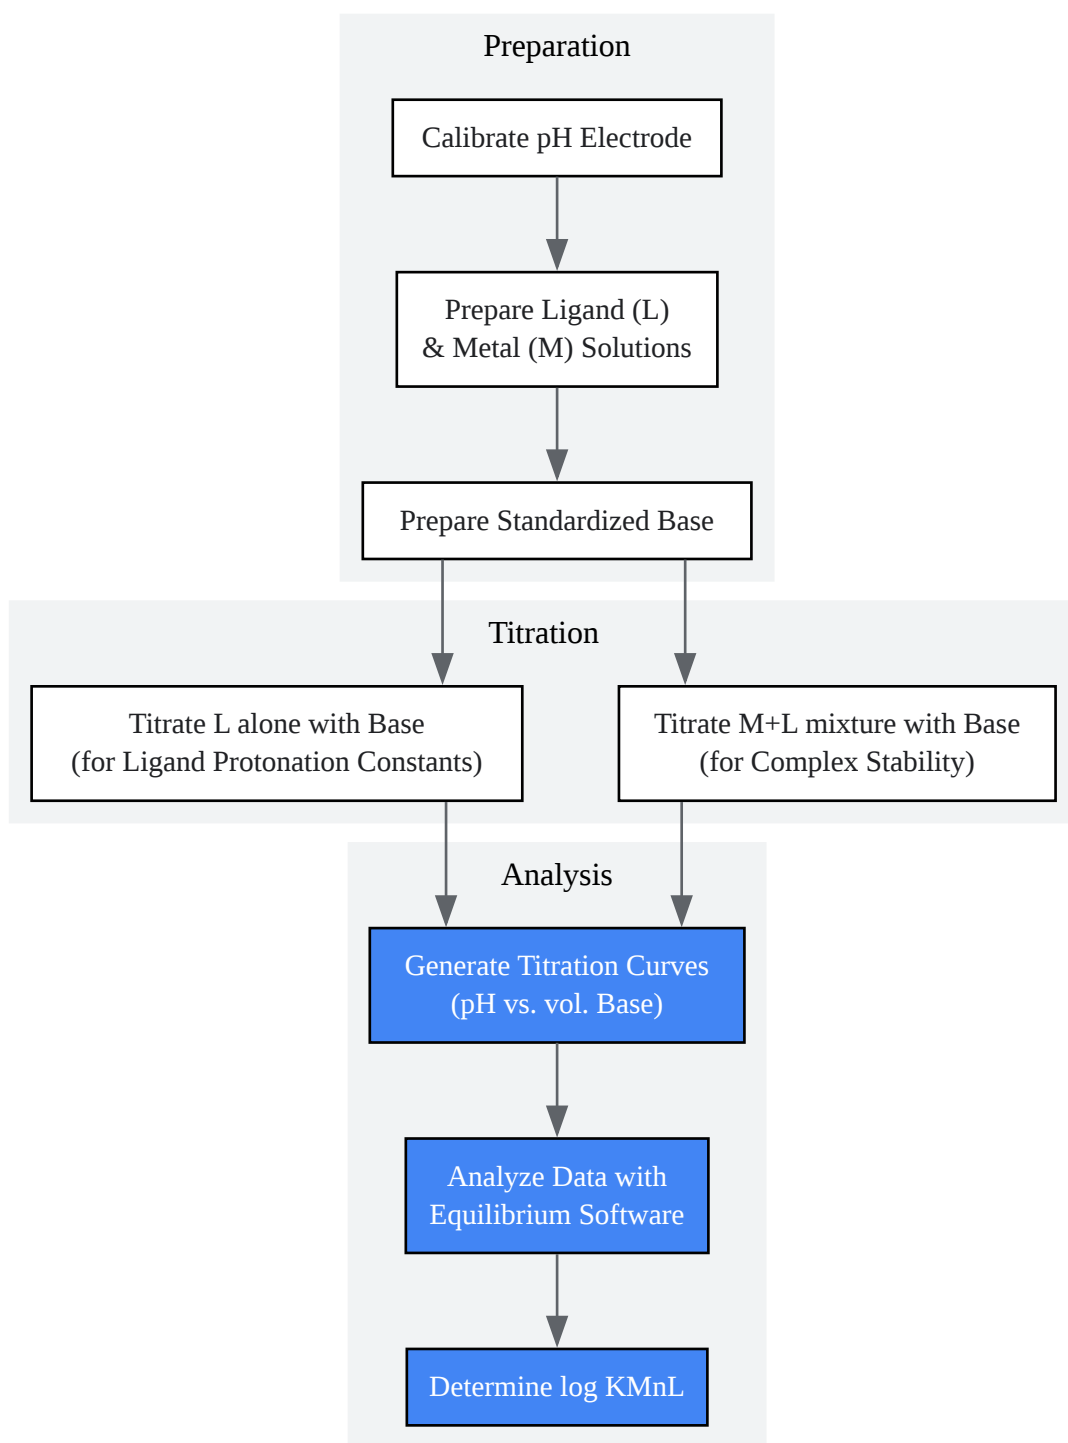 Preparation
Calibrate pH Electrode
Prepare Ligand (L)
& Metal (M) Solutions
Prepare Standardized Base
Titration
Titrate L alone with Base
(for Ligand Protonation Constants)
Titrate M+L mixture with Base
(for Complex Stability)
Analysis
Generate Titration Curves
(pH vs. vol. Base)
Analyze Data with
Equilibrium Software
Determine log KMnL